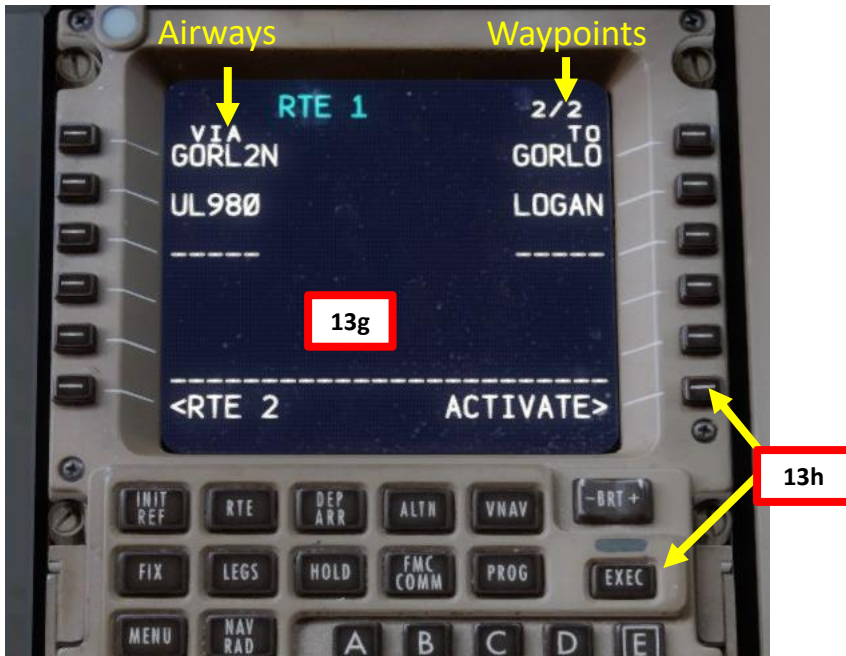 Airways Waypoints
RTE 1 2/2
VIA TO
GORL2N GORLO
UL980 LOGAN
----- -----
13g
-------------------------
<RTE 2 ACTIVATE>
13h
INIT REF RTE DEP ARR ALTN VNAV -BRT+
FIX LEGS HOLD FMC COMM PROG EXEC
MENU NAV RAD A B C D E